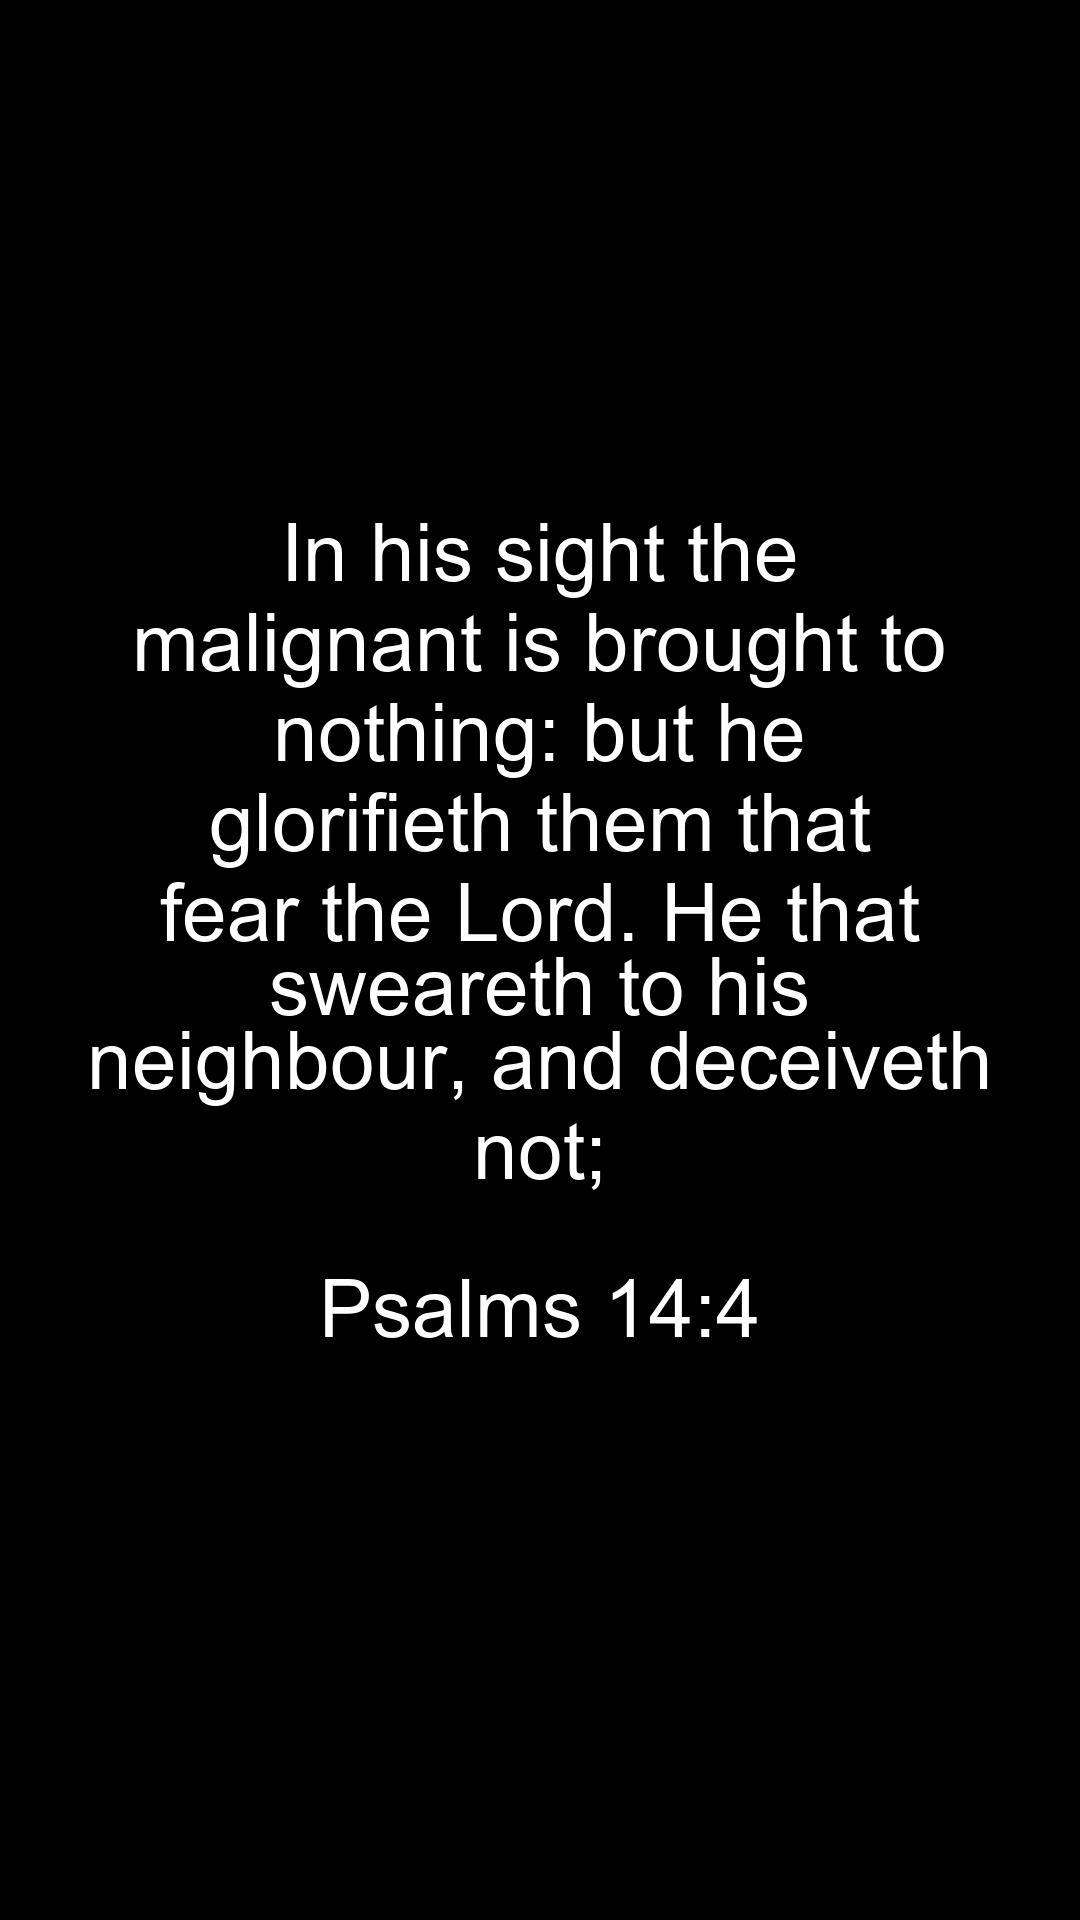 In his sight the
malignant is brought to
nothing: but he
glorifieth them that
fear the Lord. He that
sweareth to his
neighbour, and deceiveth
not;
Psalms 14:4